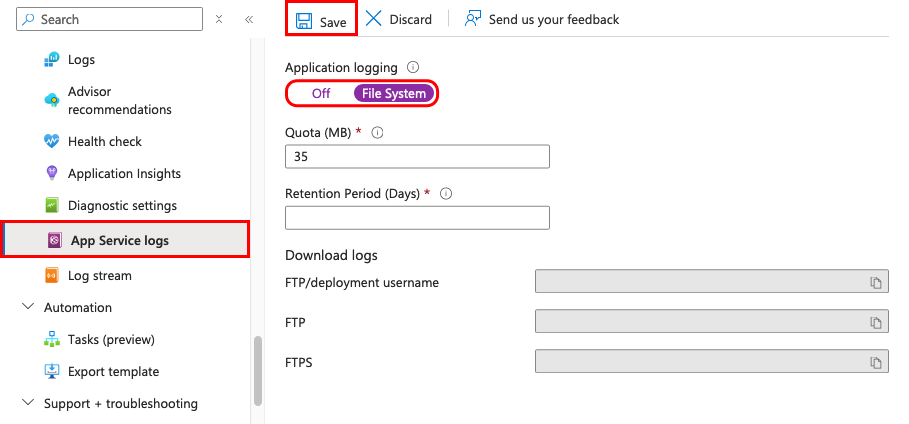 Search
Logs
Advisor
recommendations
Health check
Application Insights
Diagnostic settings
App Service logs
Log stream
Automation
Tasks (preview)
Export template
Support + troubleshooting
Save Discard Send us your feedback
Application logging
Off File System
Quota (MB) *
35
Retention Period (Days) *
Download logs
FTP/deployment username
FTP
FTPS